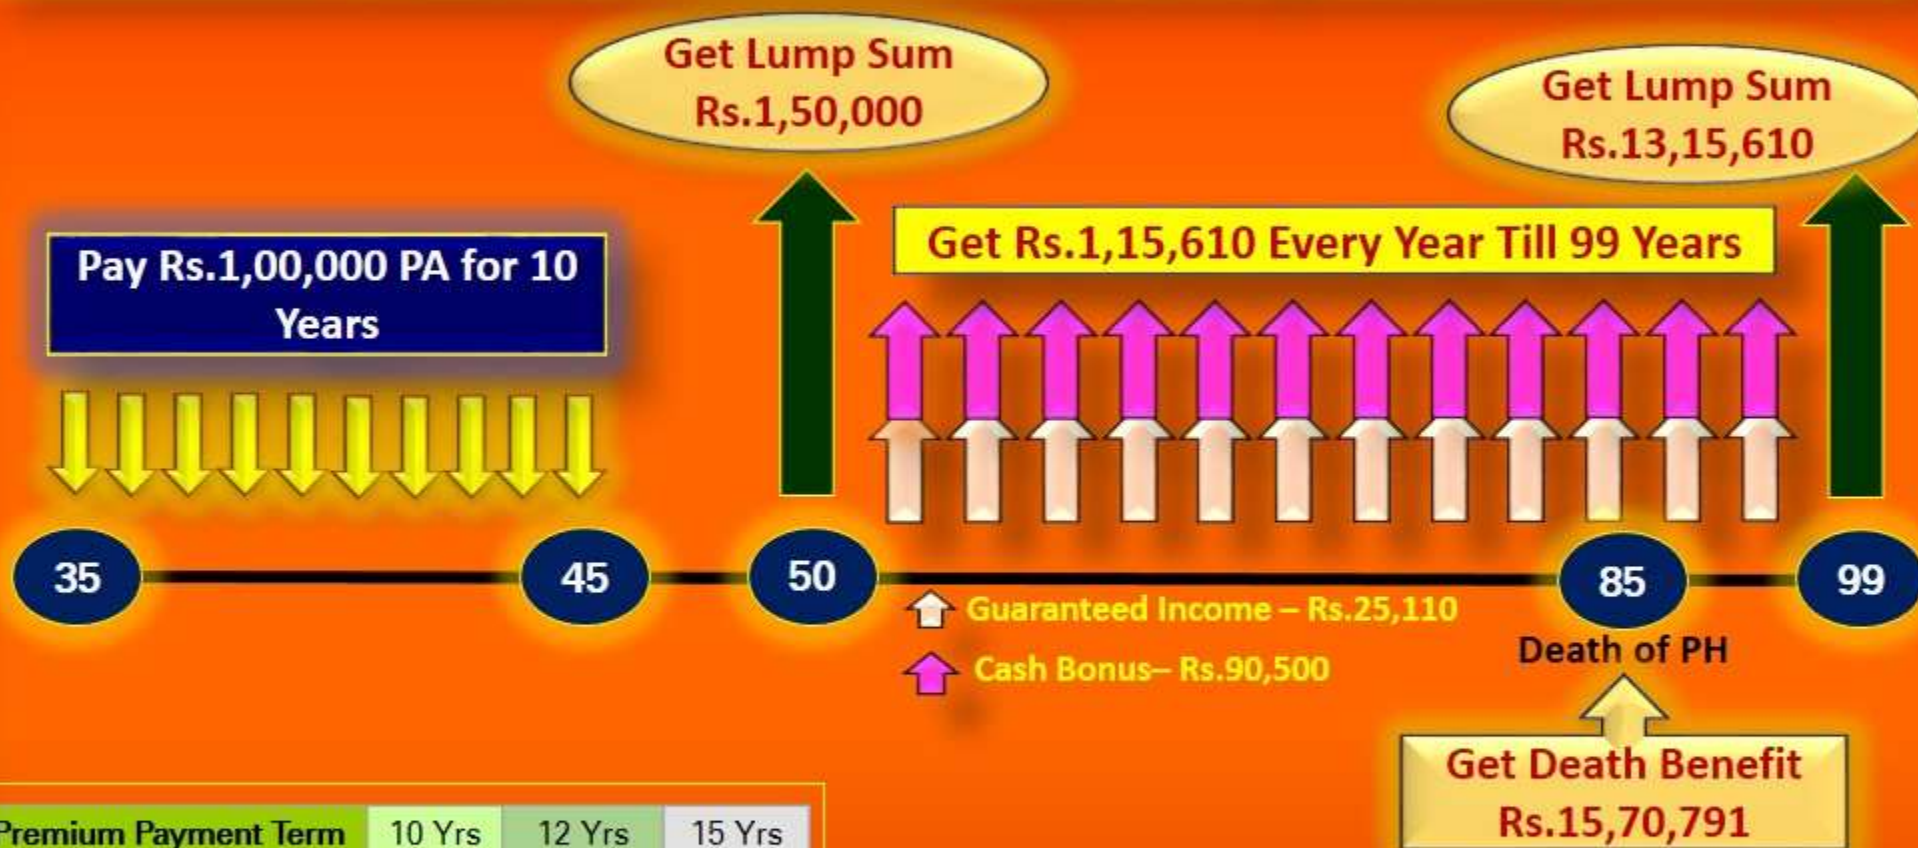 Get Lump Sum
Rs.1,50,000
Get Lump Sum
Rs.13,15,610
Pay Rs.1,00,000 PA for 10
Years
Get Rs.1,15,610 Every Year Till 99 Years
35
45
50
85
99
Guaranteed Income – Rs.25,110
Cash Bonus– Rs.90,500
Death of PH
Get Death Benefit
Rs.15,70,791
Premium Payment Term 10 Yrs 12 Yrs 15 Yrs